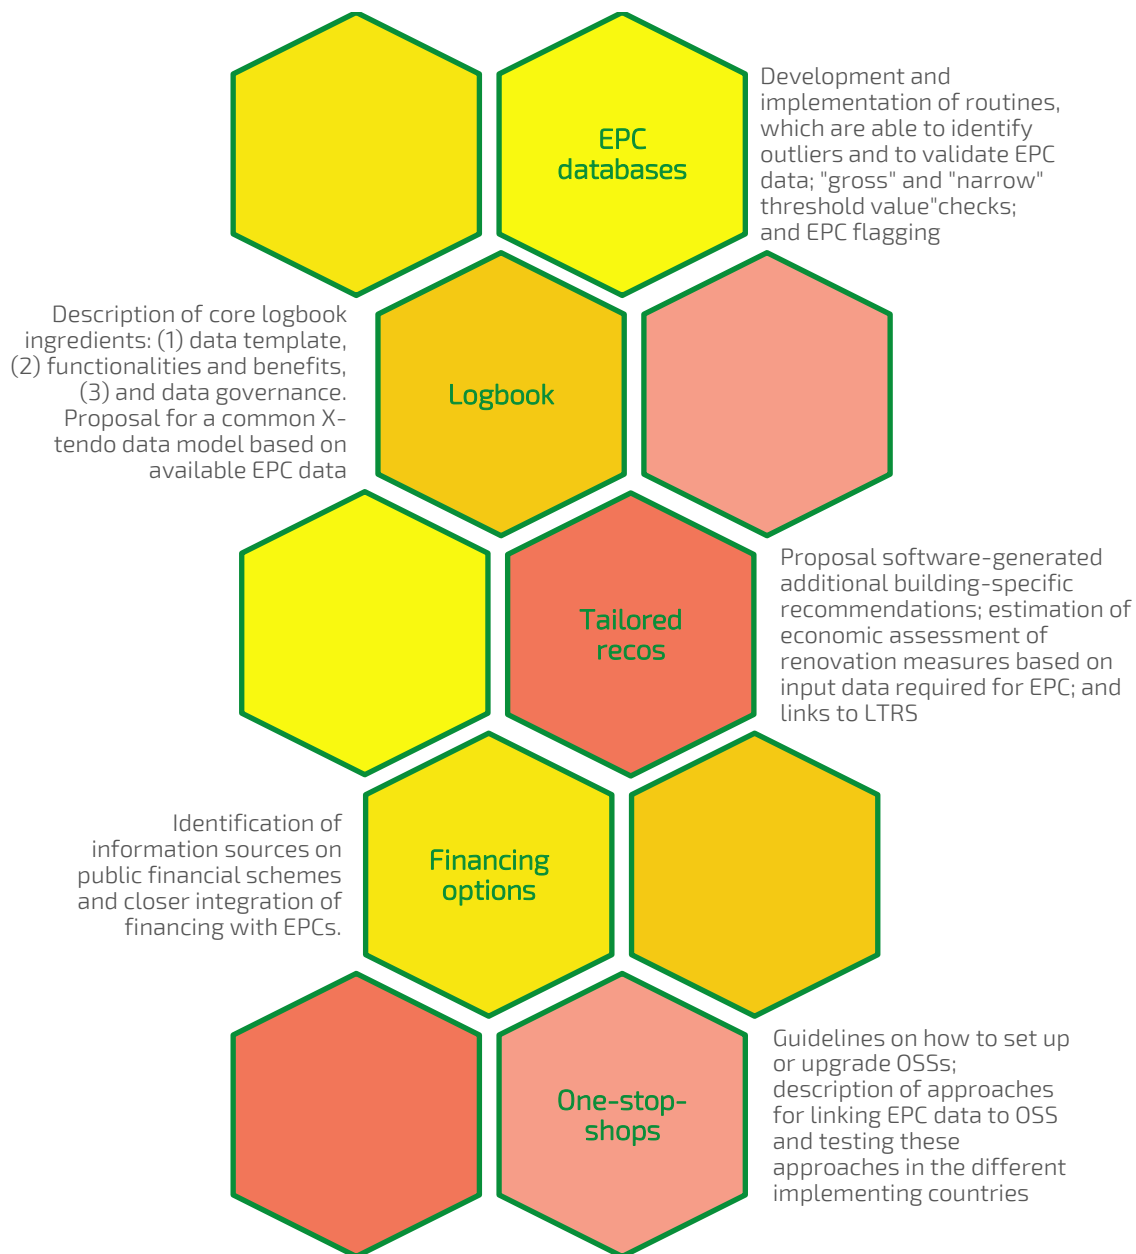 EPC
databases
Development and
implementation of routines,
which are able to identify
outliers and to validate EPC
data; "gross" and "narrow"
threshold value"checks;
and EPC flagging
Description of core logbook
ingredients: (1) data template,
(2) functionalities and benefits,
(3) and data governance.
Proposal for a common X-
tendo data model based on
available EPC data
Logbook
Tailored
recos
Proposal software-generated
additional building-specific
recommendations; estimation of
economic assessment of
renovation measures based on
input data required for EPC; and
links to LTRS
Identification of
information sources on
public financial schemes
and closer integration of
financing with EPCs.
Financing
options
One-stop-
shops
Guidelines on how to set up
or upgrade OSSs;
description of approaches
for linking EPC data to OSS
and testing these
approaches in the different
implementing countries